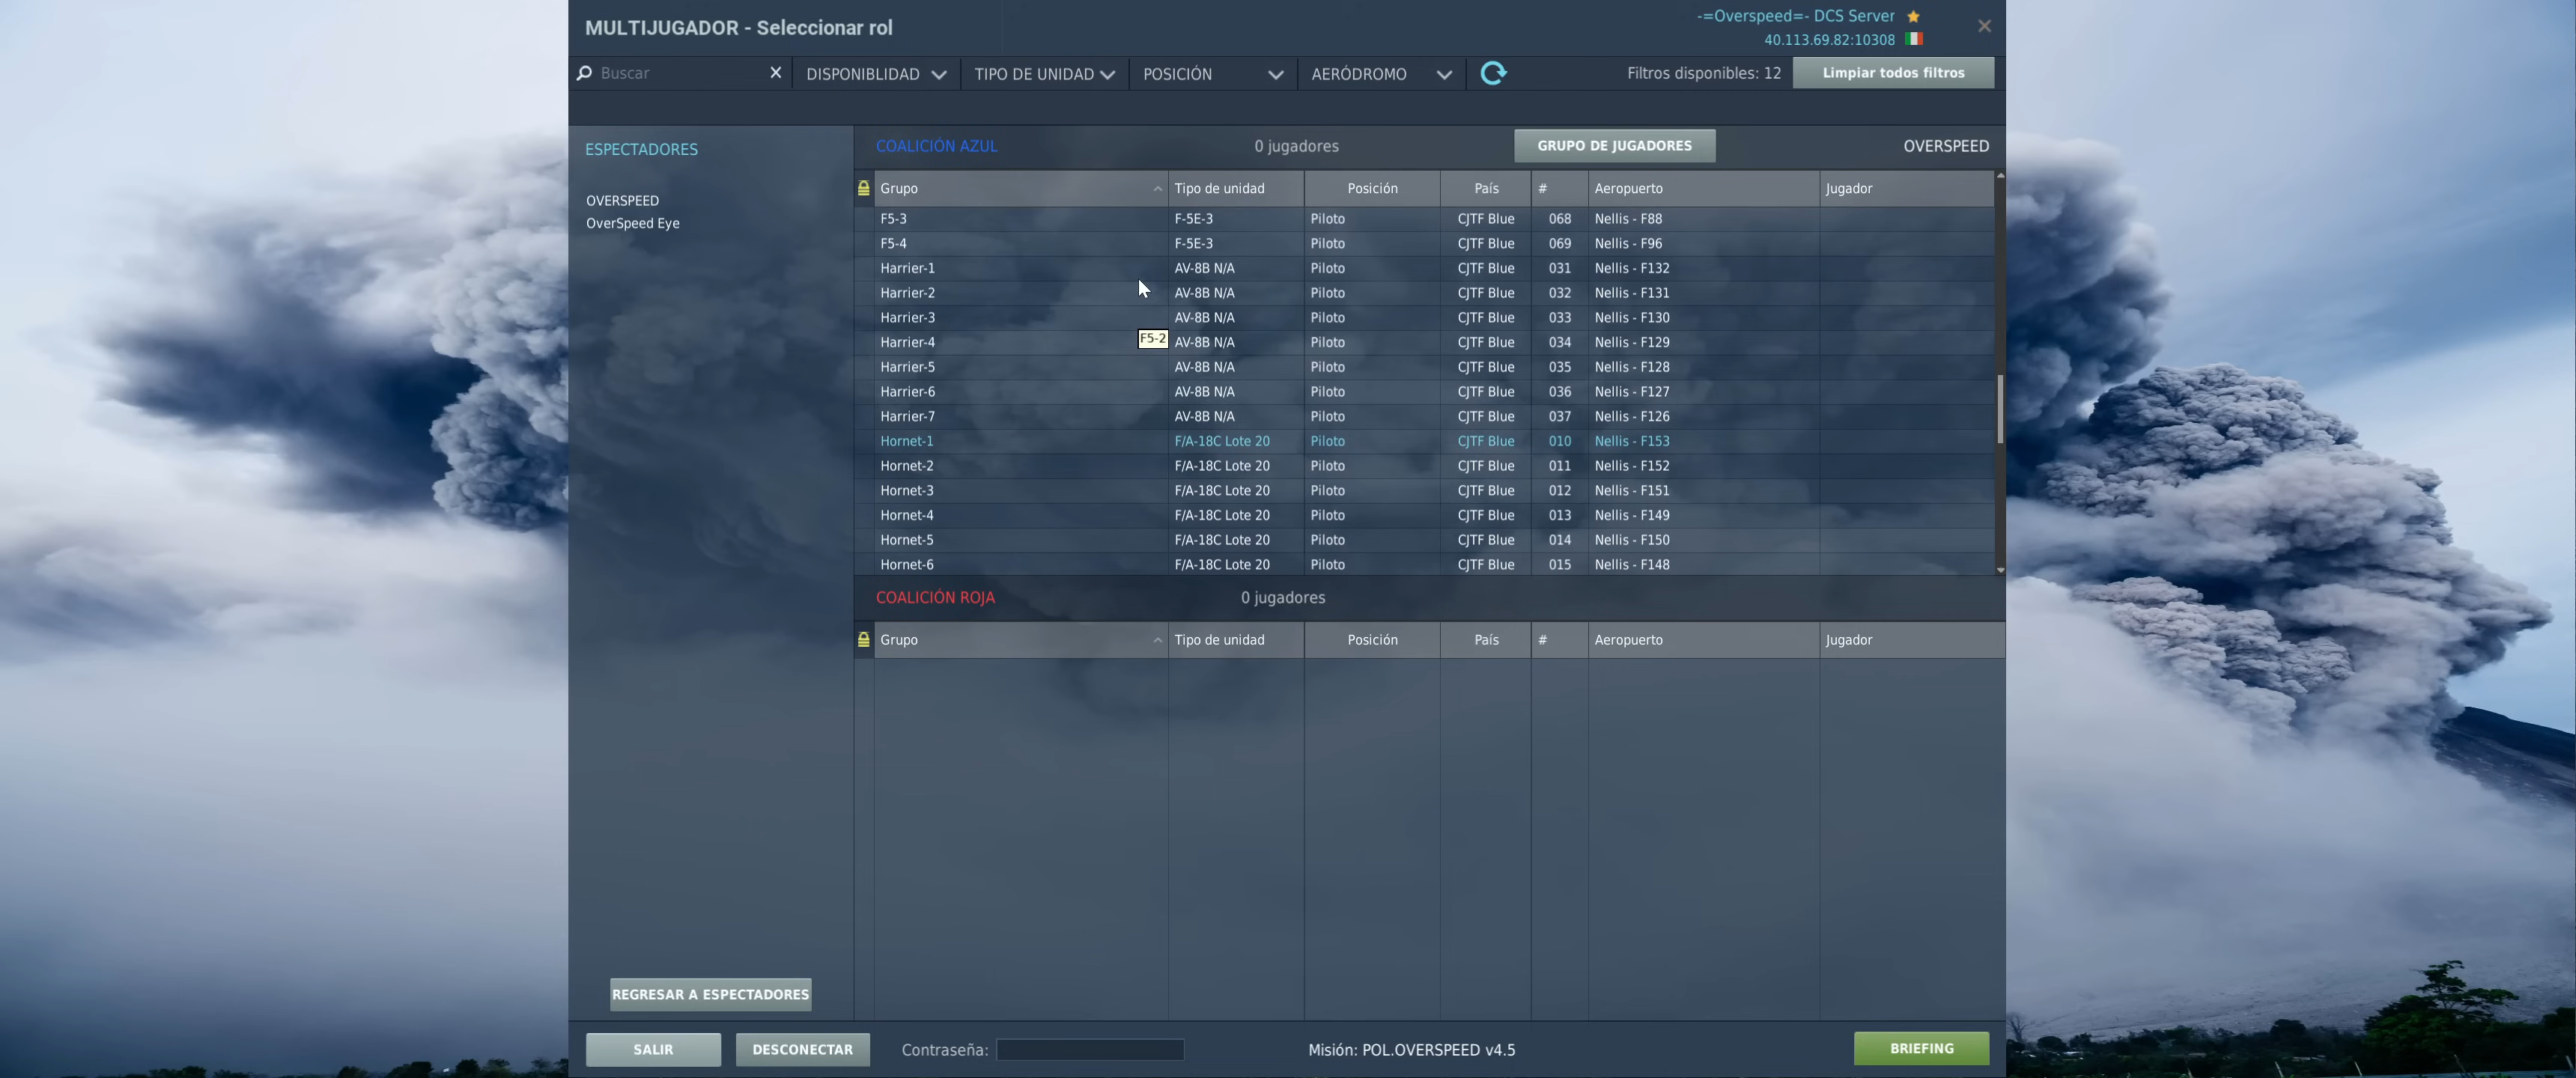 MULTIJUGADOR - Seleccionar rol
-=Overspeed=- DCS Server
40.113.69.82:10308
Buscar
DISPONIBLIDAD
TIPO DE UNIDAD
POSICIÓN
AERÓDROMO
Filtros disponibles: 12
Limpiar todos filtros
ESPECTADORES
OVERSPEED
OverSpeed Eye
COALICIÓN AZUL 0 jugadores GRUPO DE JUGADORES OVERSPEED
Grupo Tipo de unidad Posición País # Aeropuerto Jugador
F5-3 F-5E-3 Piloto CJTF Blue 068 Nellis - F88
F5-4 F-5E-3 Piloto CJTF Blue 069 Nellis - F96
Harrier-1 AV-8B N/A Piloto CJTF Blue 031 Nellis - F132
Harrier-2 AV-8B N/A Piloto CJTF Blue 032 Nellis - F131
Harrier-3 AV-8B N/A Piloto CJTF Blue 033 Nellis - F130
F5-2
Harrier-4 AV-8B N/A Piloto CJTF Blue 034 Nellis - F129
Harrier-5 AV-8B N/A Piloto CJTF Blue 035 Nellis - F128
Harrier-6 AV-8B N/A Piloto CJTF Blue 036 Nellis - F127
Harrier-7 AV-8B N/A Piloto CJTF Blue 037 Nellis - F126
Hornet-1 F/A-18C Lote 20 Piloto CJTF Blue 010 Nellis - F153
Hornet-2 F/A-18C Lote 20 Piloto CJTF Blue 011 Nellis - F152
Hornet-3 F/A-18C Lote 20 Piloto CJTF Blue 012 Nellis - F151
Hornet-4 F/A-18C Lote 20 Piloto CJTF Blue 013 Nellis - F149
Hornet-5 F/A-18C Lote 20 Piloto CJTF Blue 014 Nellis - F150
Hornet-6 F/A-18C Lote 20 Piloto CJTF Blue 015 Nellis - F148
COALICIÓN ROJA 0 jugadores
Grupo Tipo de unidad Posición País # Aeropuerto Jugador
REGRESAR A ESPECTADORES
SALIR
DESCONECTAR
Contraseña:
Misión: POL.OVERSPEED v4.5
BRIEFING